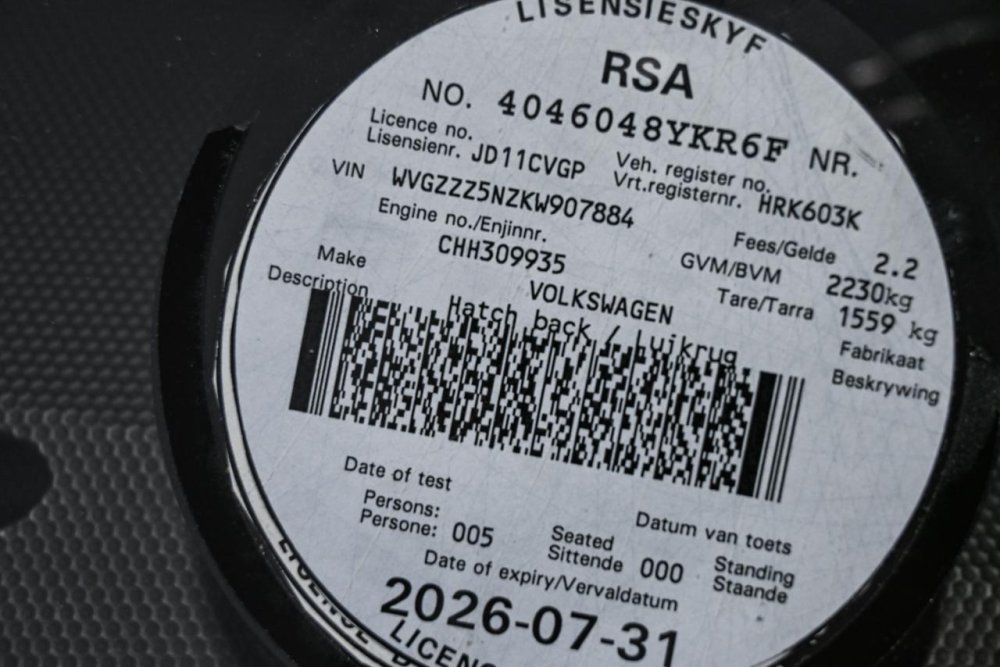 LISENSIESKYF
RSA
NO. 4046048YKR6F NR.
Licence no.
Lisensienr. JD11CVGP
Veh. register no.
Vrt.registernr. HRK603K
VIN WVGZZZ5NZKW907884
Engine no./Enjinnr.
CHH309935
Fees/Gelde 2.2
GVM/BVM 2230kg
Tare/Tarra 1559 kg
Make VOLKSWAGEN Fabrikaat
Description Hatch back / Luikrug Beskrywing
Date of test Datum van toets
Persons:
Persone: 005
Seated
Sittende 000
Standing
Staande
Date of expiry/Vervaldatum
2026-07-31
LICENCE
LICENS